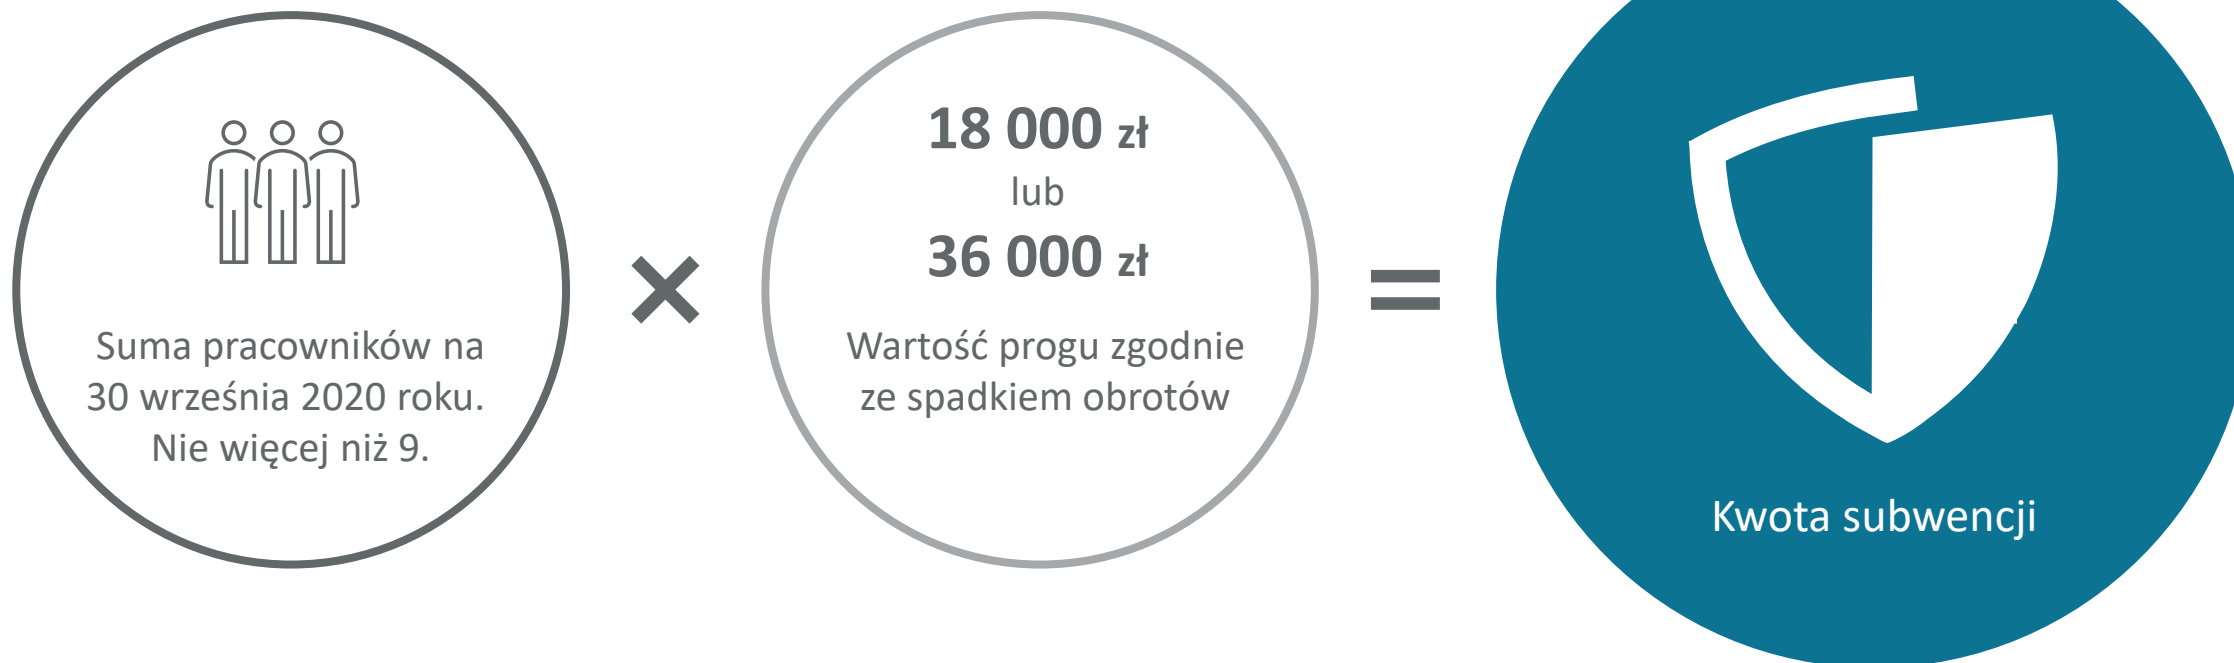 Suma pracowników na
30 września 2020 roku.
Nie więcej niż 9.
×
18 000 zł
lub
36 000 zł
Wartość progu zgodnie
ze spadkiem obrotów
=
Kwota subwencji